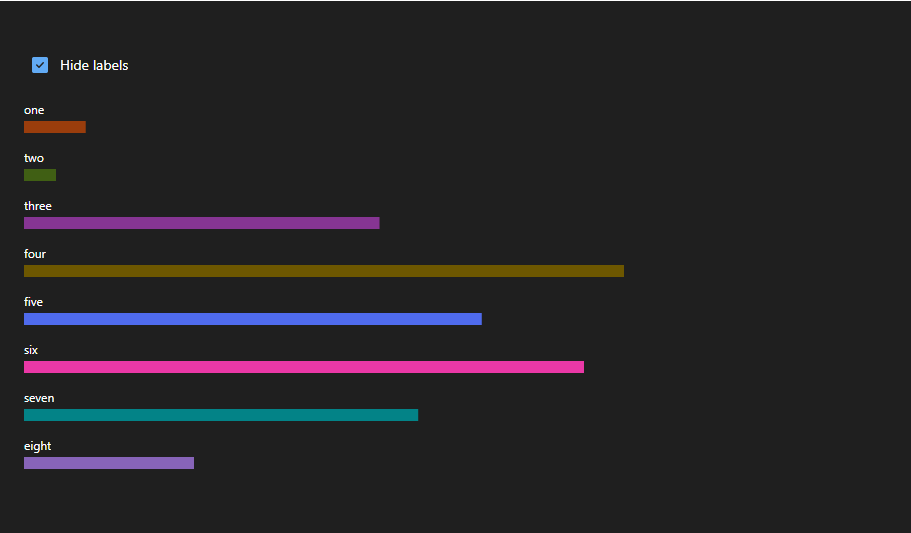 Hide labels
one
two
three
four
five
six
seven
eight